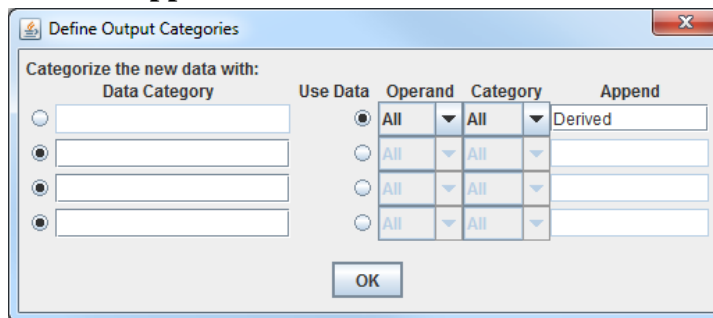 Define Output Categories
Categorize the new data with:
Data Category Use Data Operand Category Append
All All Derived
All All
All All
All All
OK